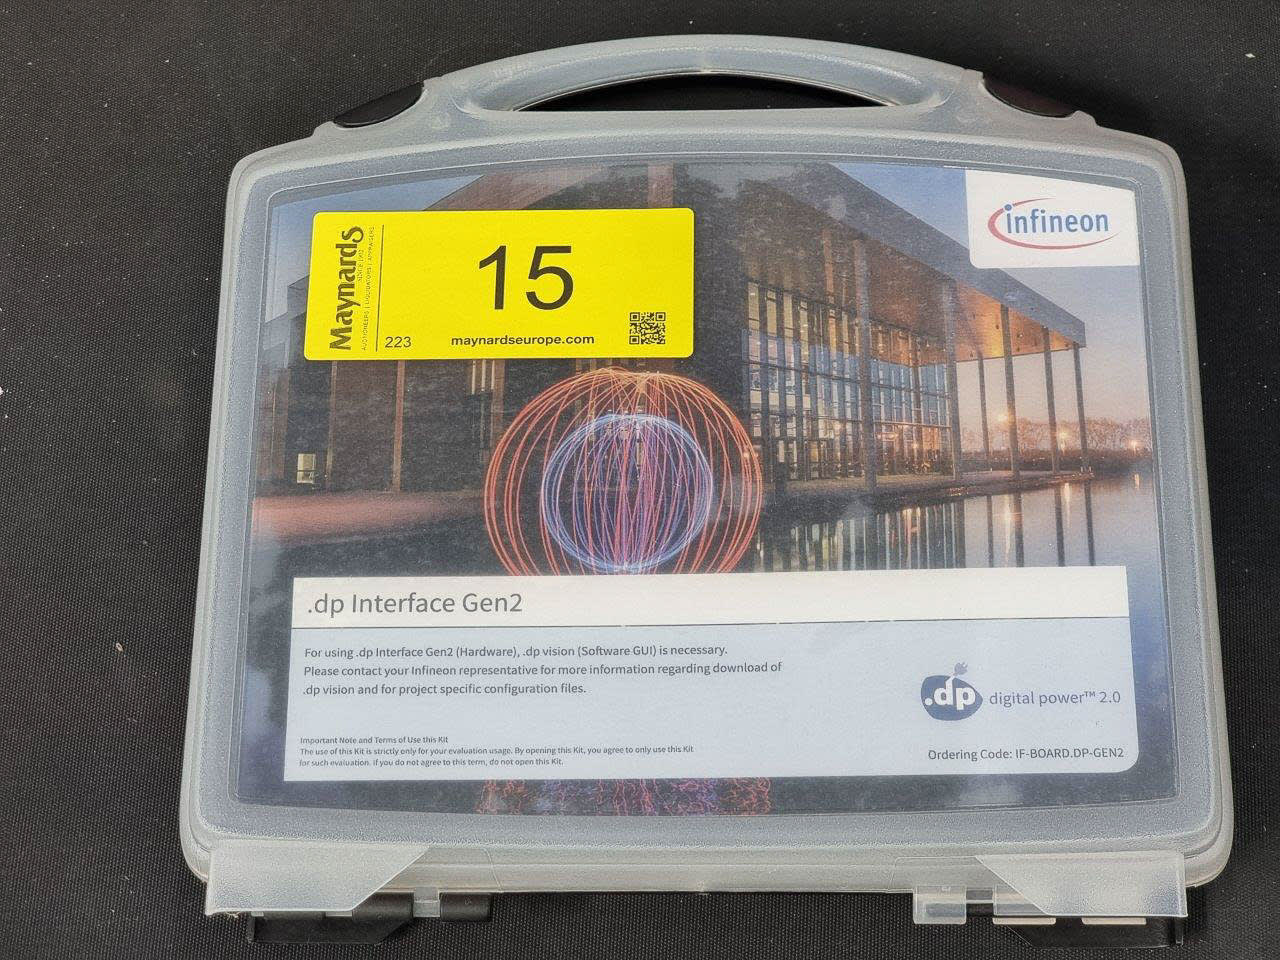 infineon
Maynards
AUCTIONEERS | LIQUIDATORS | APPRAISERS
15
223
maynardseurope.com
.dp Interface Gen2
For using .dp Interface Gen2 (Hardware), .dp vision (Software GUI) is necessary.
Please contact your Infineon representative for more information regarding download of
.dp vision and for project specific configuration files.
.dp digital power™ 2.0
Important Note and Terms of Use this Kit
The use of this Kit is strictly only for your evaluation usage. By opening this Kit, you agree to only use this Kit
for such evaluation. if you do not agree to this term, do not open this Kit.
Ordering Code: IF-BOARD.DP-GEN2